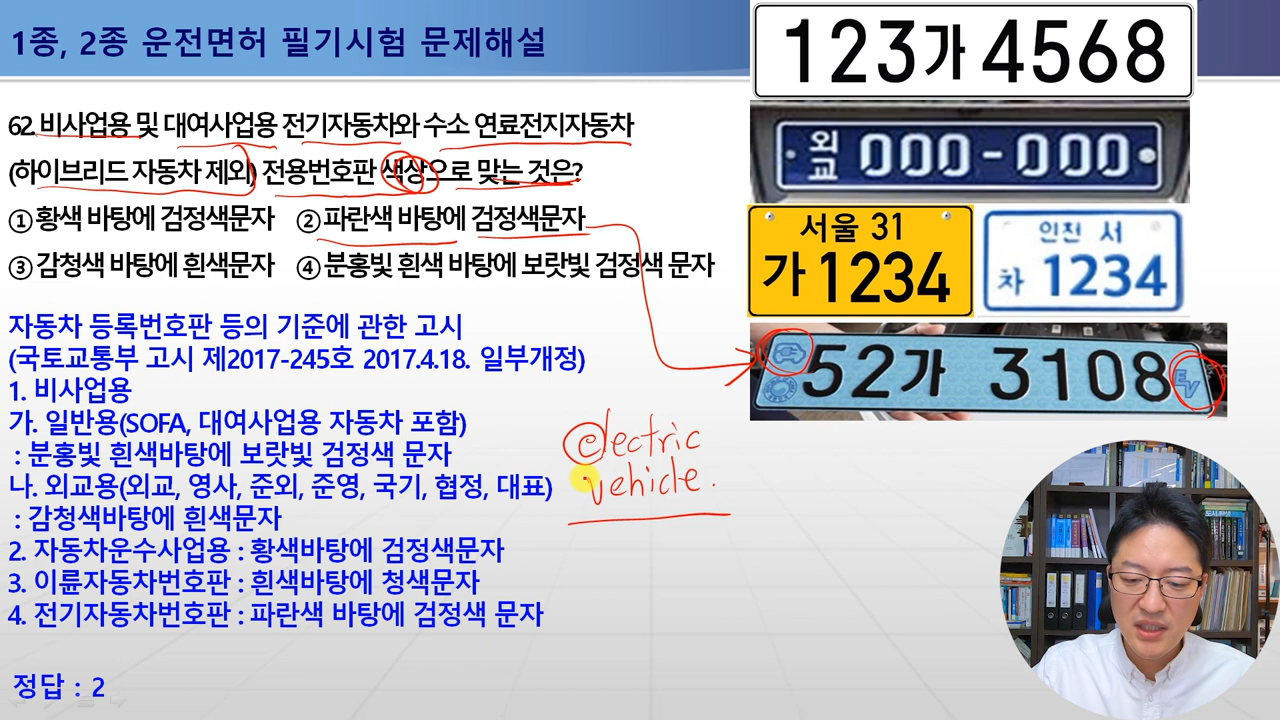 1종, 2종 운전면허 필기시험 문제해설
62. 비사업용 및 대여사업용 전기자동차와 수소 연료전지자동차
(하이브리드 자동차 제외) 전용번호판 색상으로 맞는 것은?
① 황색 바탕에 검정색문자 ② 파란색 바탕에 검정색문자
③ 감청색 바탕에 흰색문자 ④ 분홍빛 흰색 바탕에 보랏빛 검정색 문자
자동차 등록번호판 등의 기준에 관한 고시
(국토교통부 고시 제2017-245호 2017.4.18. 일부개정)
1. 비사업용
가. 일반용(SOFA, 대여사업용 자동차 포함)
: 분홍빛 흰색바탕에 보랏빛 검정색 문자
나. 외교용(외교, 영사, 준외, 준영, 국기, 협정, 대표)
: 감청색바탕에 흰색문자
2. 자동차운수사업용 : 황색바탕에 검정색문자
3. 이륜자동차번호판 : 흰색바탕에 청색문자
4. 전기자동차번호판 : 파란색 바탕에 검정색 문자
정답 : 2
123가 4568
외교 000-000
서울 31
가 1234
인천 서
차 1234
52가 3108 EV
electric
vehicle.